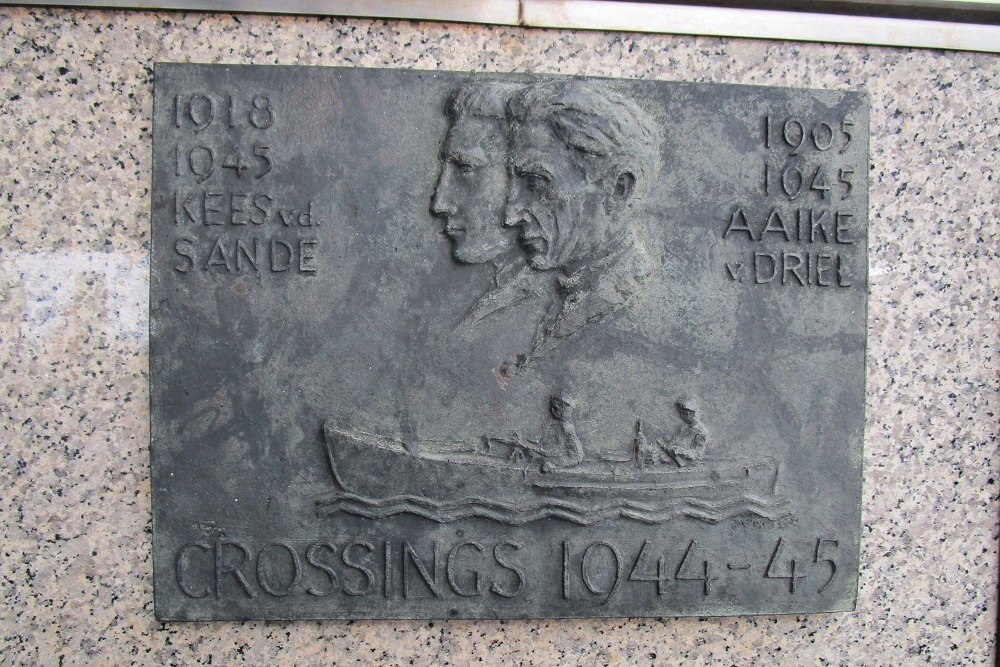 1918
1945
KEES v.d.
SANDE
1905
1945
AAIKE
v. DRIEL
CROSSINGS 1944-45